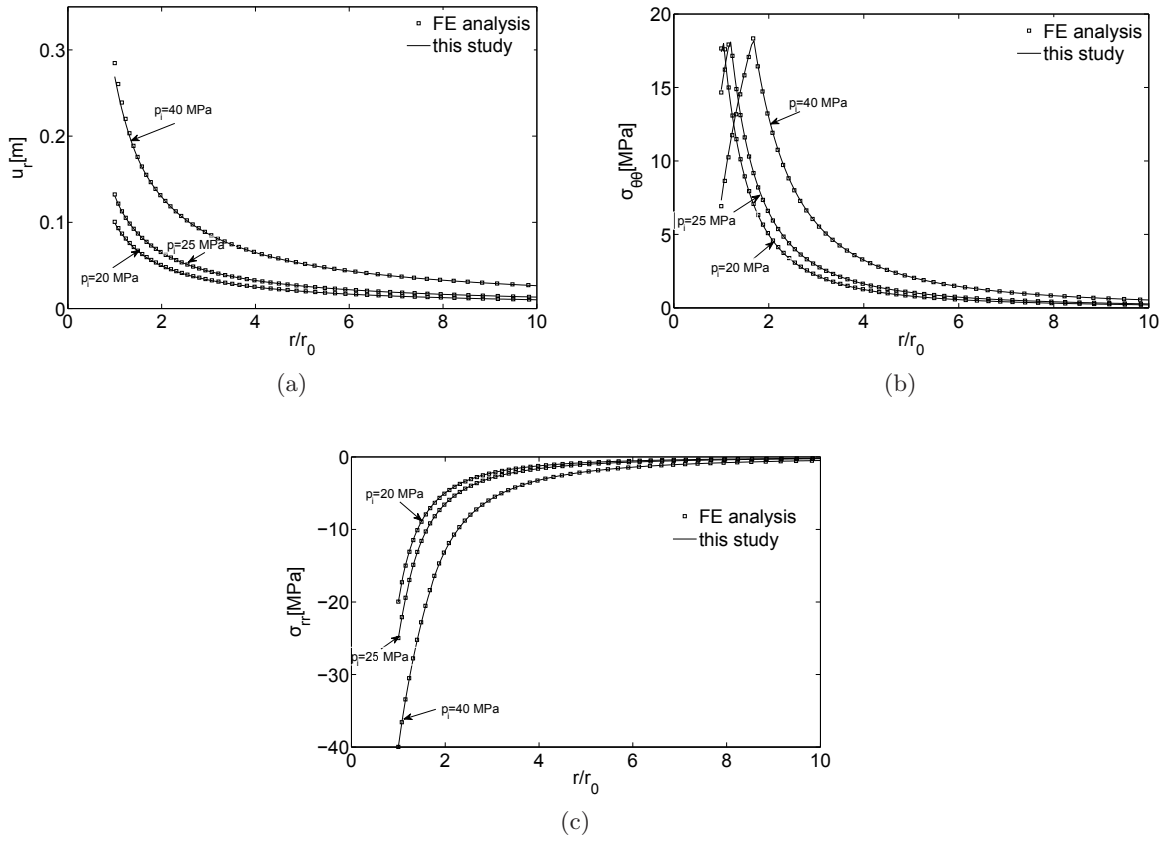 FE analysis
this study
0.3
0.2
0.1
0
u_r[m]
p_i=40 MPa
p_i=25 MPa
p_i=20 MPa
0 2 4 6 8 10
r/r_0
(a)
FE analysis
this study
20
15
10
5
0
σ_θθ[MPa]
p_i=40 MPa
p_i=25 MPa
p_i=20 MPa
0 2 4 6 8 10
r/r_0
(b)
0
−10
−20
−30
−40
σ_rr[MPa]
p_i=20 MPa
FE analysis
this study
p_i=25 MPa
p_i=40 MPa
0 2 4 6 8 10
r/r_0
(c)